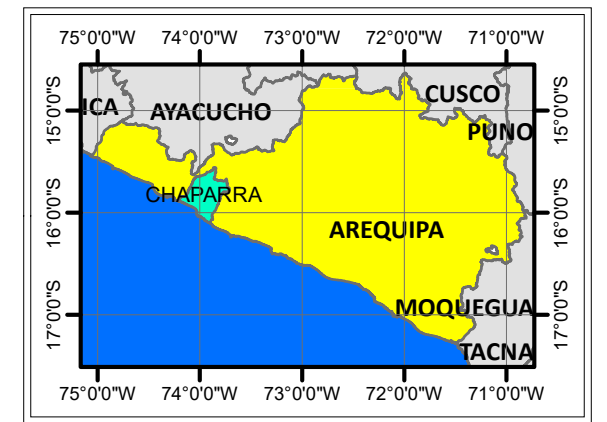 75°0'0"W 74°0'0"W 73°0'0"W 72°0'0"W 71°0'0"W
15°0'0"S
16°0'0"S
17°0'0"S
ICA
AYACUCHO
CUSCO
PUNO
CHAPARRA
AREQUIPA
MOQUEGUA
TACNA
15°0'0"S
16°0'0"S
17°0'0"S
75°0'0"W 74°0'0"W 73°0'0"W 72°0'0"W 71°0'0"W